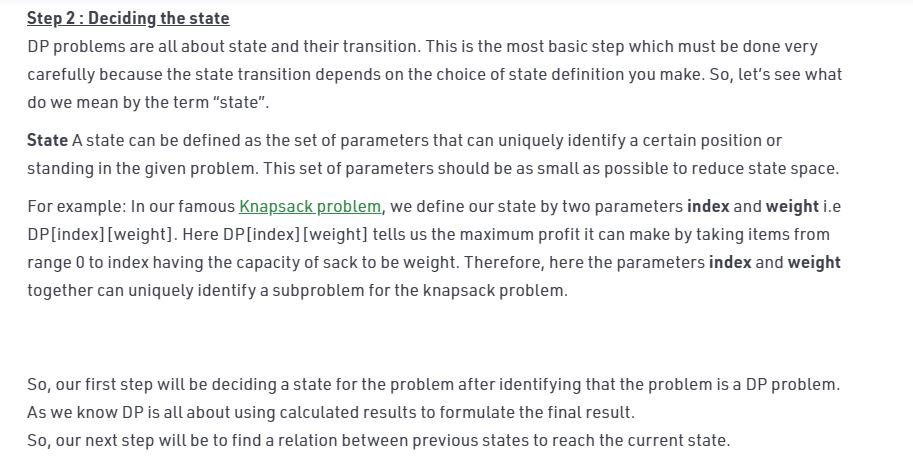 Step 2 : Deciding the state
DP problems are all about state and their transition. This is the most basic step which must be done very
carefully because the state transition depends on the choice of state definition you make. So, let's see what
do we mean by the term “state”.
State A state can be defined as the set of parameters that can uniquely identify a certain position or
standing in the given problem. This set of parameters should be as small as possible to reduce state space.
For example: In our famous Knapsack problem, we define our state by two parameters index and weight i.e
DP[index][weight]. Here DP[index][weight] tells us the maximum profit it can make by taking items from
range 0 to index having the capacity of sack to be weight. Therefore, here the parameters index and weight
together can uniquely identify a subproblem for the knapsack problem.
So, our first step will be deciding a state for the problem after identifying that the problem is a DP problem.
As we know DP is all about using calculated results to formulate the final result.
So, our next step will be to find a relation between previous states to reach the current state.